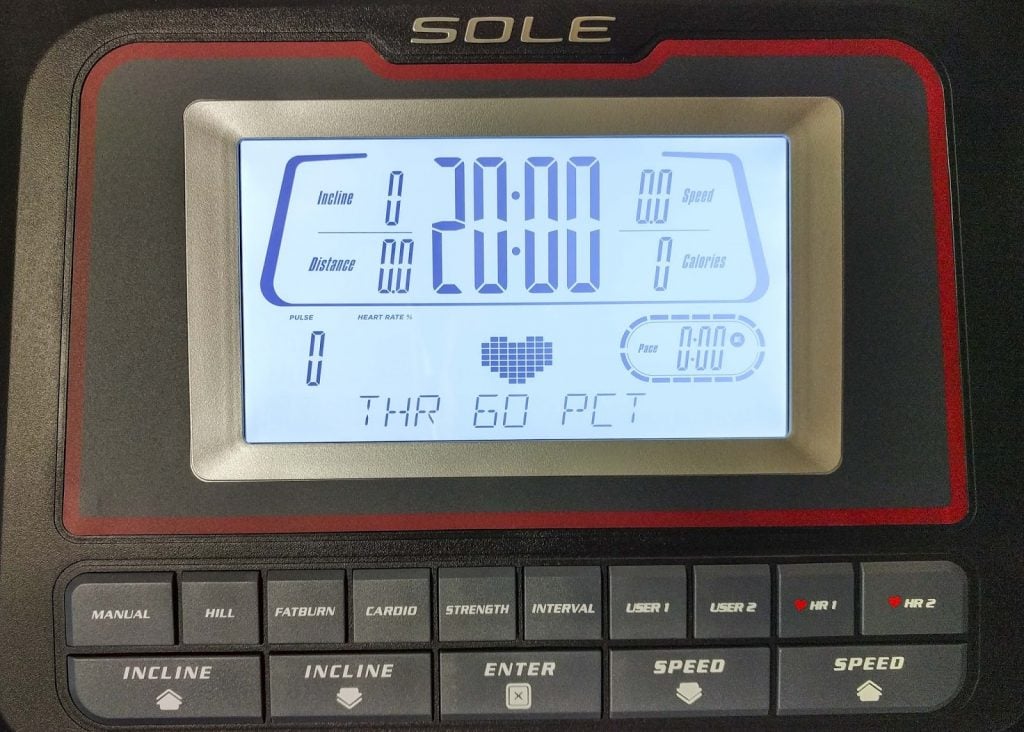 SOLE
Incline 0 20:00 0.0 Speed
Distance 0.0 0 Calories
PULSE HEART RATE %
0 Pace 0:00
THR 60 PCT
MANUAL HILL FATBURN CARDIO STRENGTH INTERVAL USER 1 USER 2 HR 1 HR 2
INCLINE INCLINE ENTER SPEED SPEED